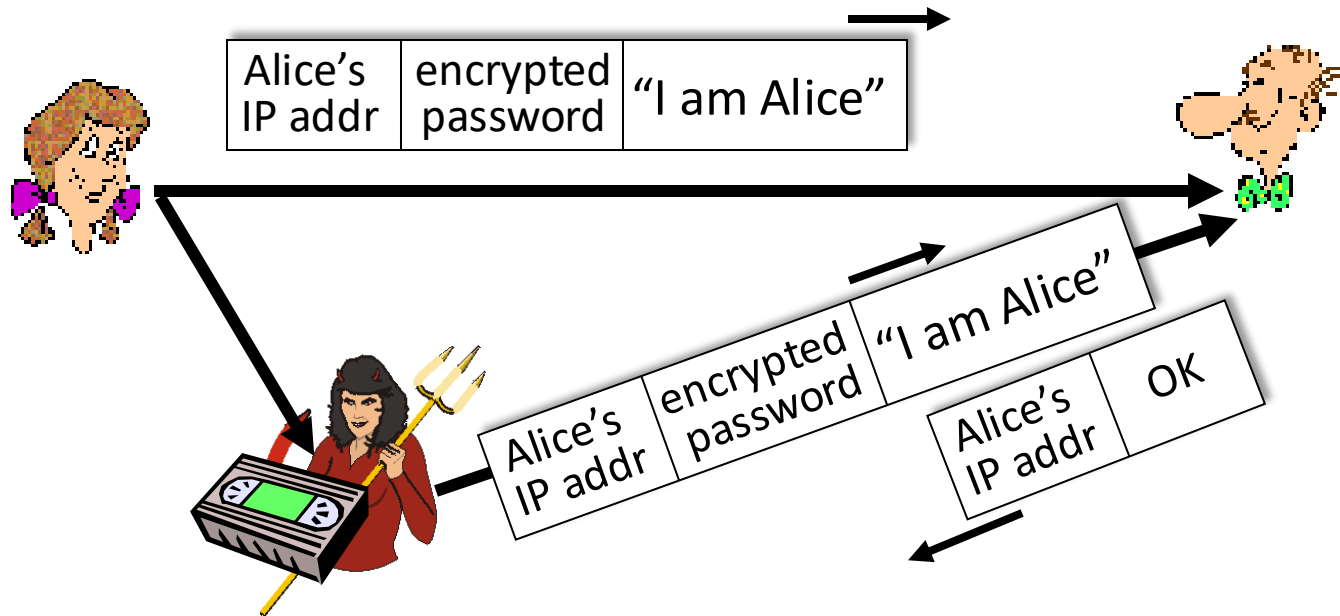 Alice’s
IP addr
encrypted
password
“I am Alice”
Alice’s
IP addr
encrypted
password
“I am Alice”
Alice’s
IP addr
OK